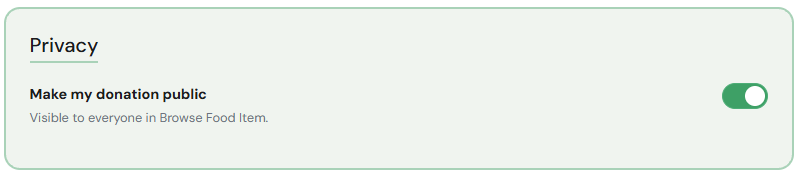 Privacy
Make my donation public
Visible to everyone in Browse Food Item.